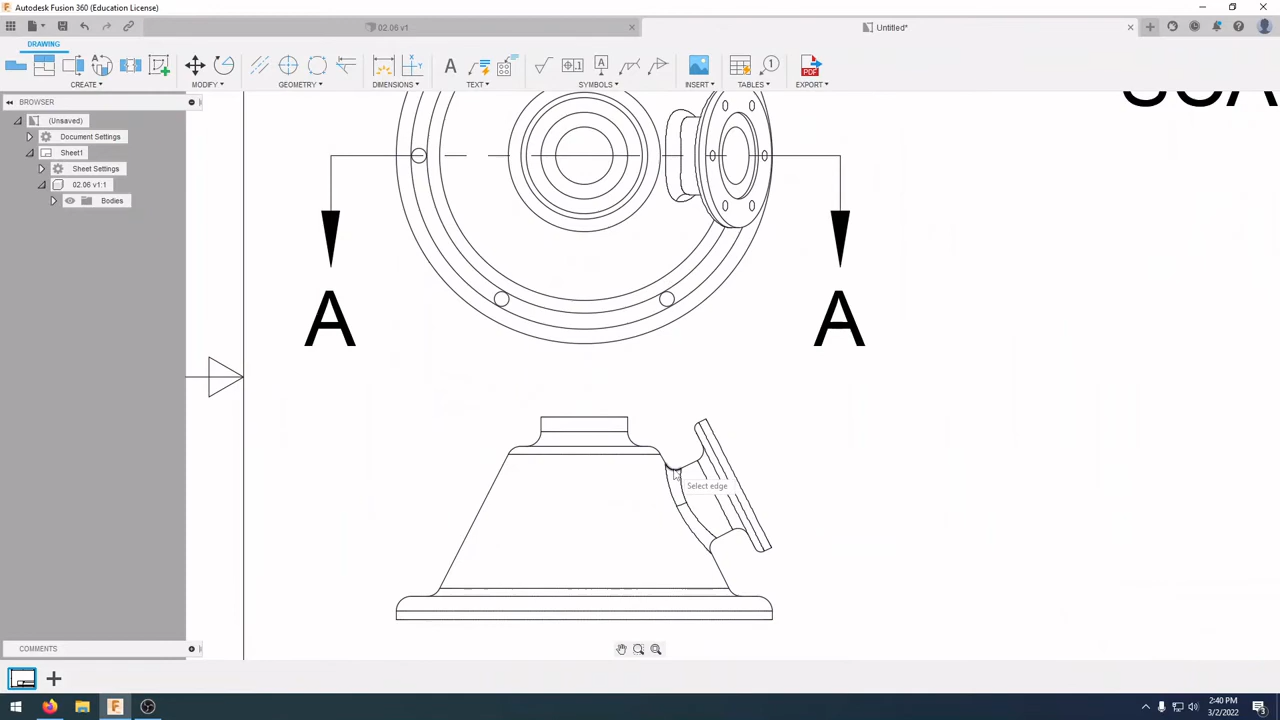 Autodesk Fusion 360 (Education License)
02.06 v1
Untitled*
DRAWING
CREATE
MODIFY
GEOMETRY
DIMENSIONS
TEXT
SYMBOLS
INSERT
TABLES
PDF
EXPORT
BROWSER
(Unsaved)
Document Settings
Sheet1
Sheet Settings
02.06 v1:1
Bodies
A
A
Select edge
COMMENTS
2:40 PM
3/2/2022